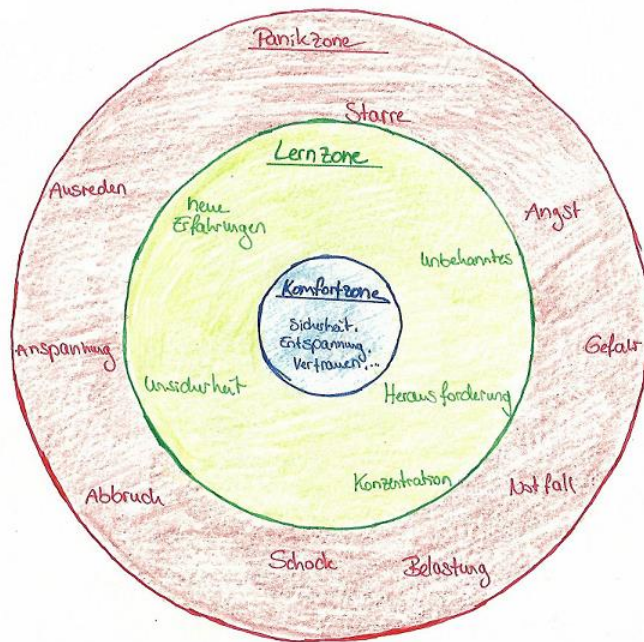 Panikzone
Starre
Lernzone
Ausreden
neue
Erfahrungen
Angst
Unbekanntes
Komfortzone
Sicherheit,
Entspannung,
Vertrauen...
Anspannung
Gefahr
Unsicherheit
Herausforderung
Konzentration
Notfall
Abbruch
Schock
Belastung